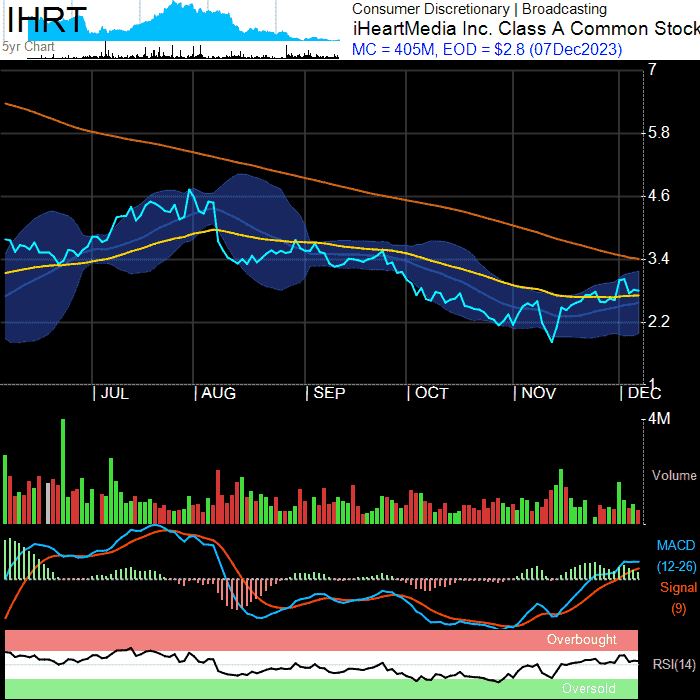 IHRT
5yr Chart
Consumer Discretionary | Broadcasting
iHeartMedia Inc. Class A Common Stock
MC = 405M, EOD = $2.8 (07Dec2023)
7
5.8
4.6
3.4
2.2
1
JUL
AUG
SEP
OCT
NOV
DEC
4M
Volume
MACD
(12-26)
Signal
(9)
Overbought
RSI(14)
Oversold